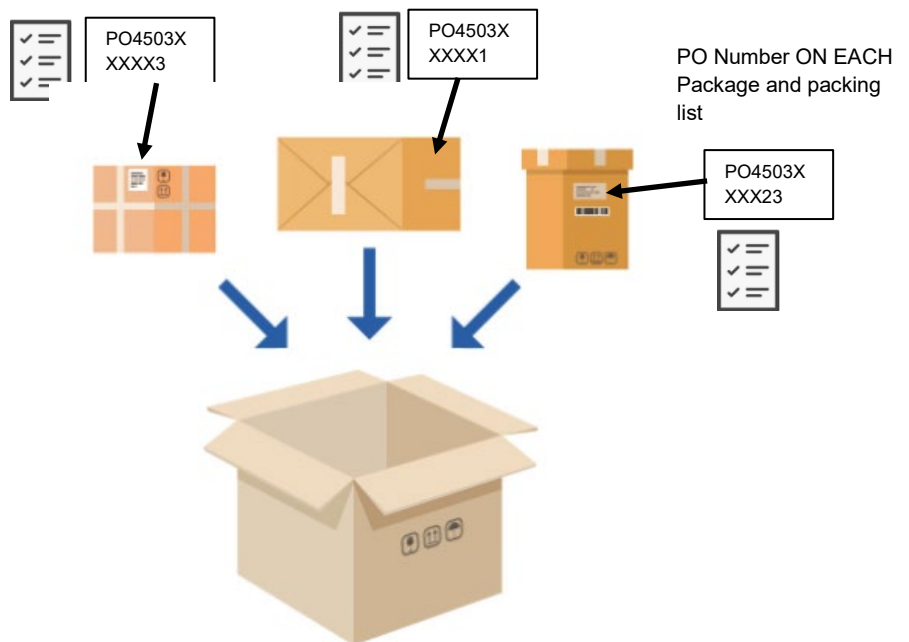 PO4503X
XXXX3
PO4503X
XXXX1
PO Number ON EACH
Package and packing
list
PO4503X
XXX23